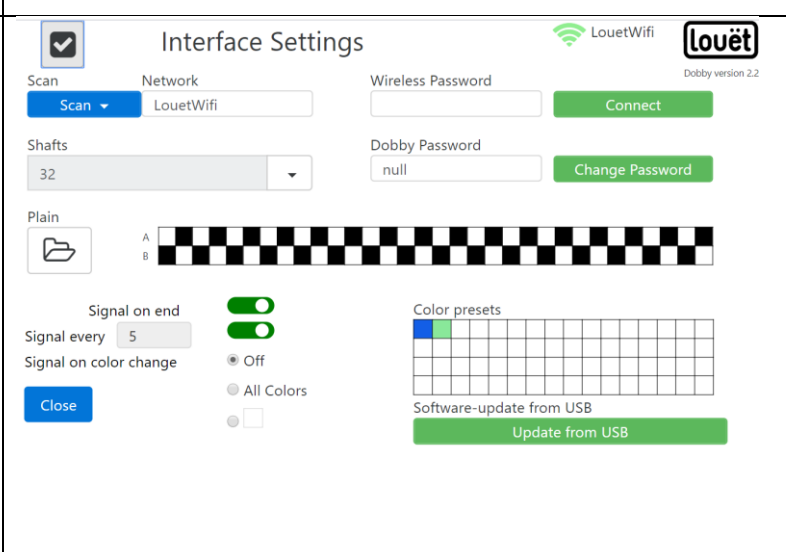 Interface Settings
LouetWifi
louët
Dobby version 2.2
Scan
Network
Wireless Password
Scan
LouetWifi
Connect
Shafts
Dobby Password
32
null
Change Password
Plain
A
B
Signal on end
Color presets
Signal every 5
Signal on color change
Off
All Colors
Close
Software-update from USB
Update from USB